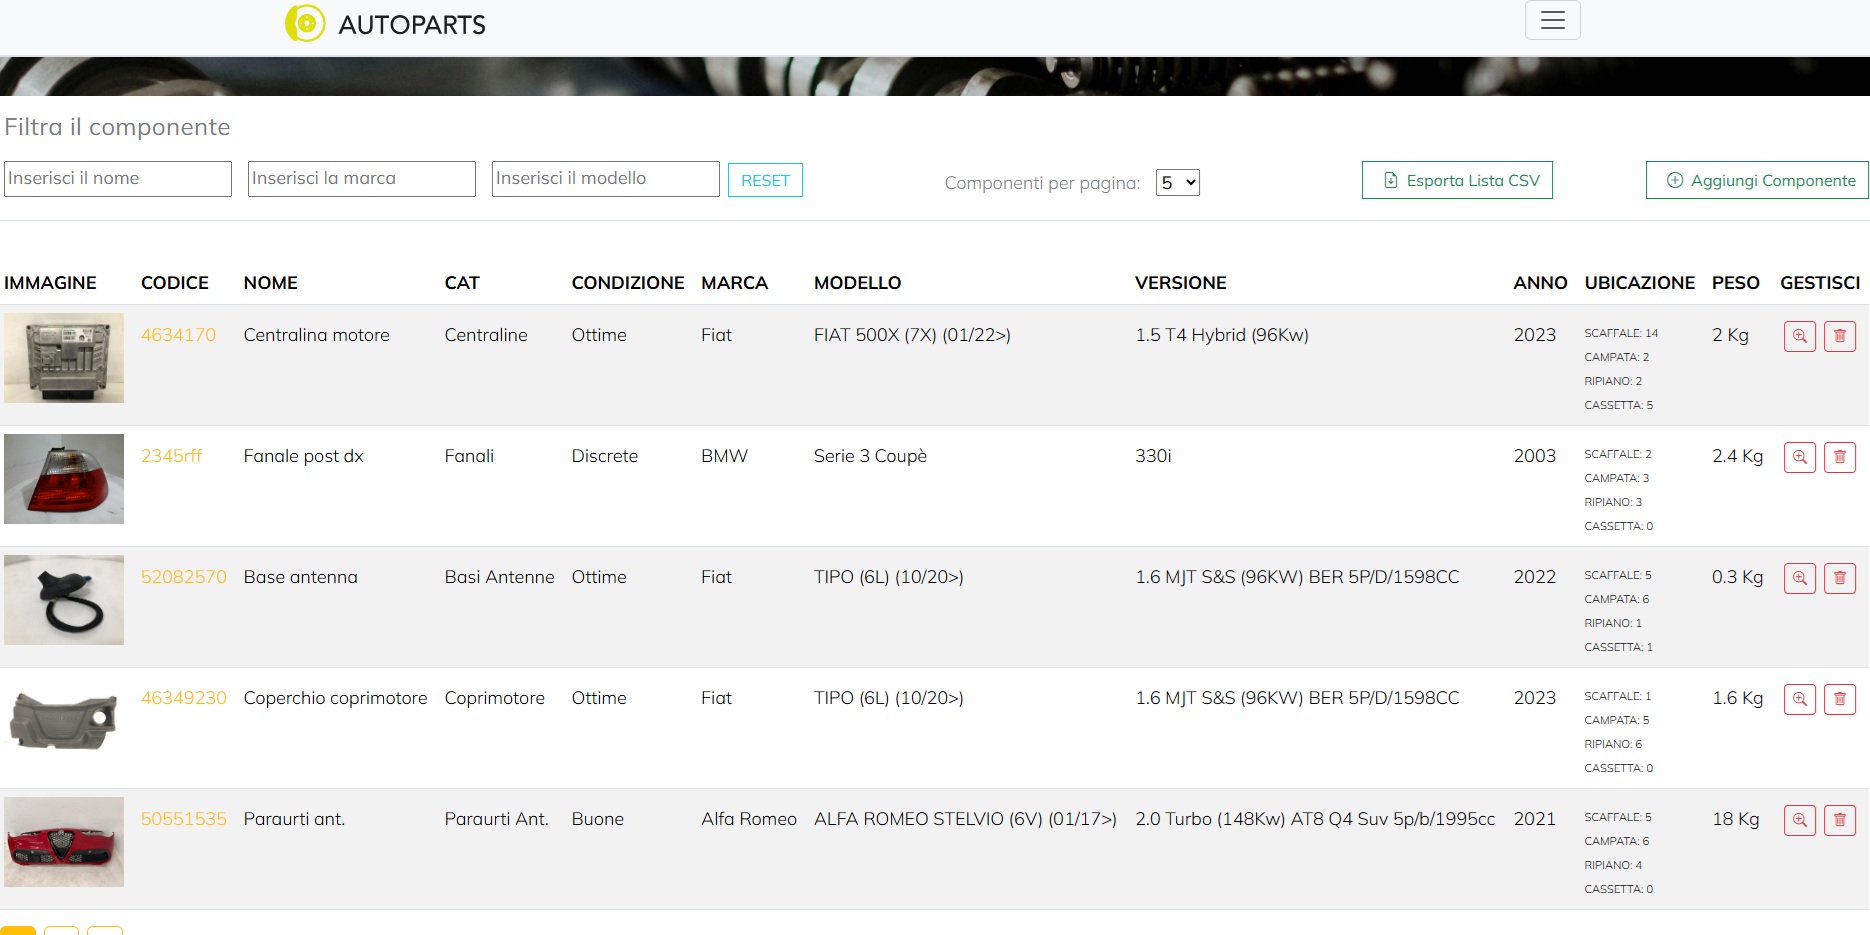 AUTOPARTS
Filtra il componente
Inserisci il nome Inserisci la marca Inserisci il modello RESET Componenti per pagina: 5 Esporta Lista CSV Aggiungi Componente
IMMAGINE CODICE NOME CAT CONDIZIONE MARCA MODELLO VERSIONE ANNO UBICAZIONE PESO GESTISCI
4634170 Centralina motore Centraline Ottime Fiat FIAT 500X (7X) (01/22>) 1.5 T4 Hybrid (96Kw) 2023 SCAFFALE: 14 2 Kg
CAMPATA: 2
RIPIANO: 2
CASSETTA: 5
2345rff Fanale post dx Fanali Discrete BMW Serie 3 Coupè 330i 2003 SCAFFALE: 2 2.4 Kg
CAMPATA: 3
RIPIANO: 3
CASSETTA: 0
52082570 Base antenna Basi Antenne Ottime Fiat TIPO (6L) (10/20>) 1.6 MJT S&S (96KW) BER 5P/D/1598CC 2022 SCAFFALE: 5 0.3 Kg
CAMPATA: 6
RIPIANO: 1
CASSETTA: 1
46349230 Coperchio coprimotore Coprimotore Ottime Fiat TIPO (6L) (10/20>) 1.6 MJT S&S (96KW) BER 5P/D/1598CC 2023 SCAFFALE: 1 1.6 Kg
CAMPATA: 5
RIPIANO: 6
CASSETTA: 0
50551535 Paraurti ant. Paraurti Ant. Buone Alfa Romeo ALFA ROMEO STELVIO (6V) (01/17>) 2.0 Turbo (148Kw) AT8 Q4 Suv 5p/b/1995cc 2021 SCAFFALE: 5 18 Kg
CAMPATA: 6
RIPIANO: 4
CASSETTA: 0